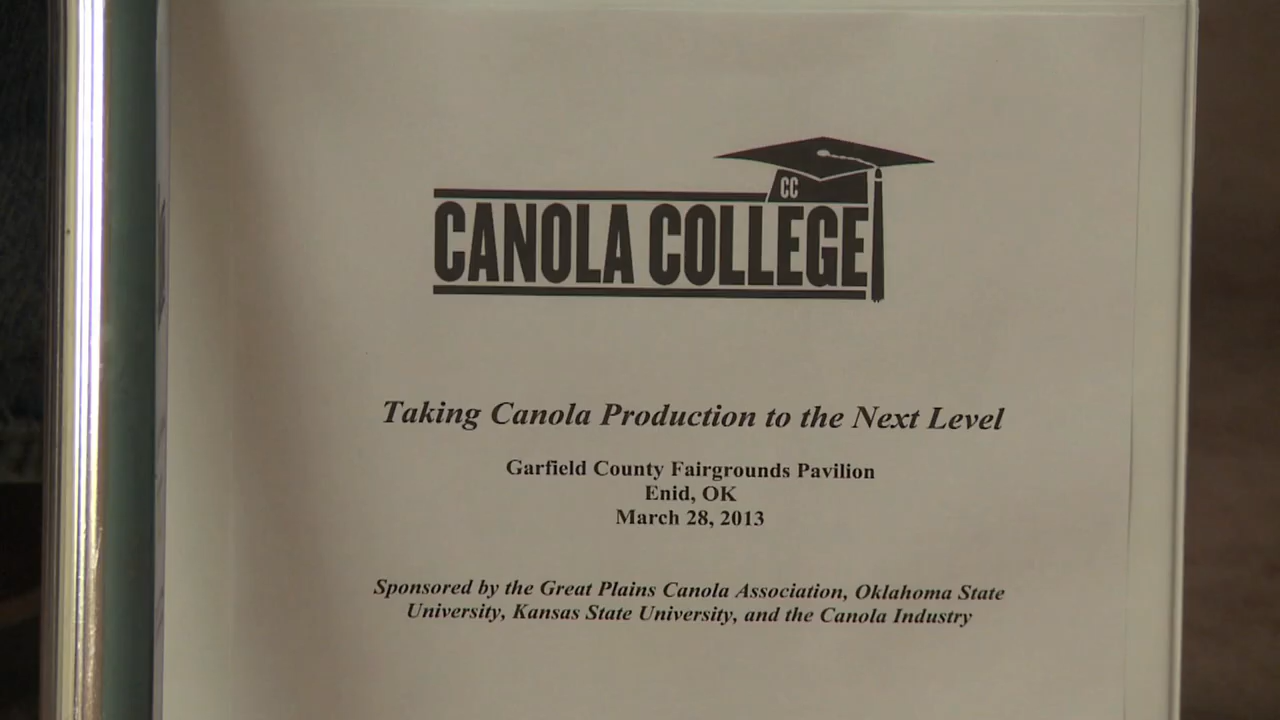 CC
CANOLA COLLEGE
Taking Canola Production to the Next Level
Garfield County Fairgrounds Pavilion
Enid, OK
March 28, 2013
Sponsored by the Great Plains Canola Association, Oklahoma State
University, Kansas State University, and the Canola Industry